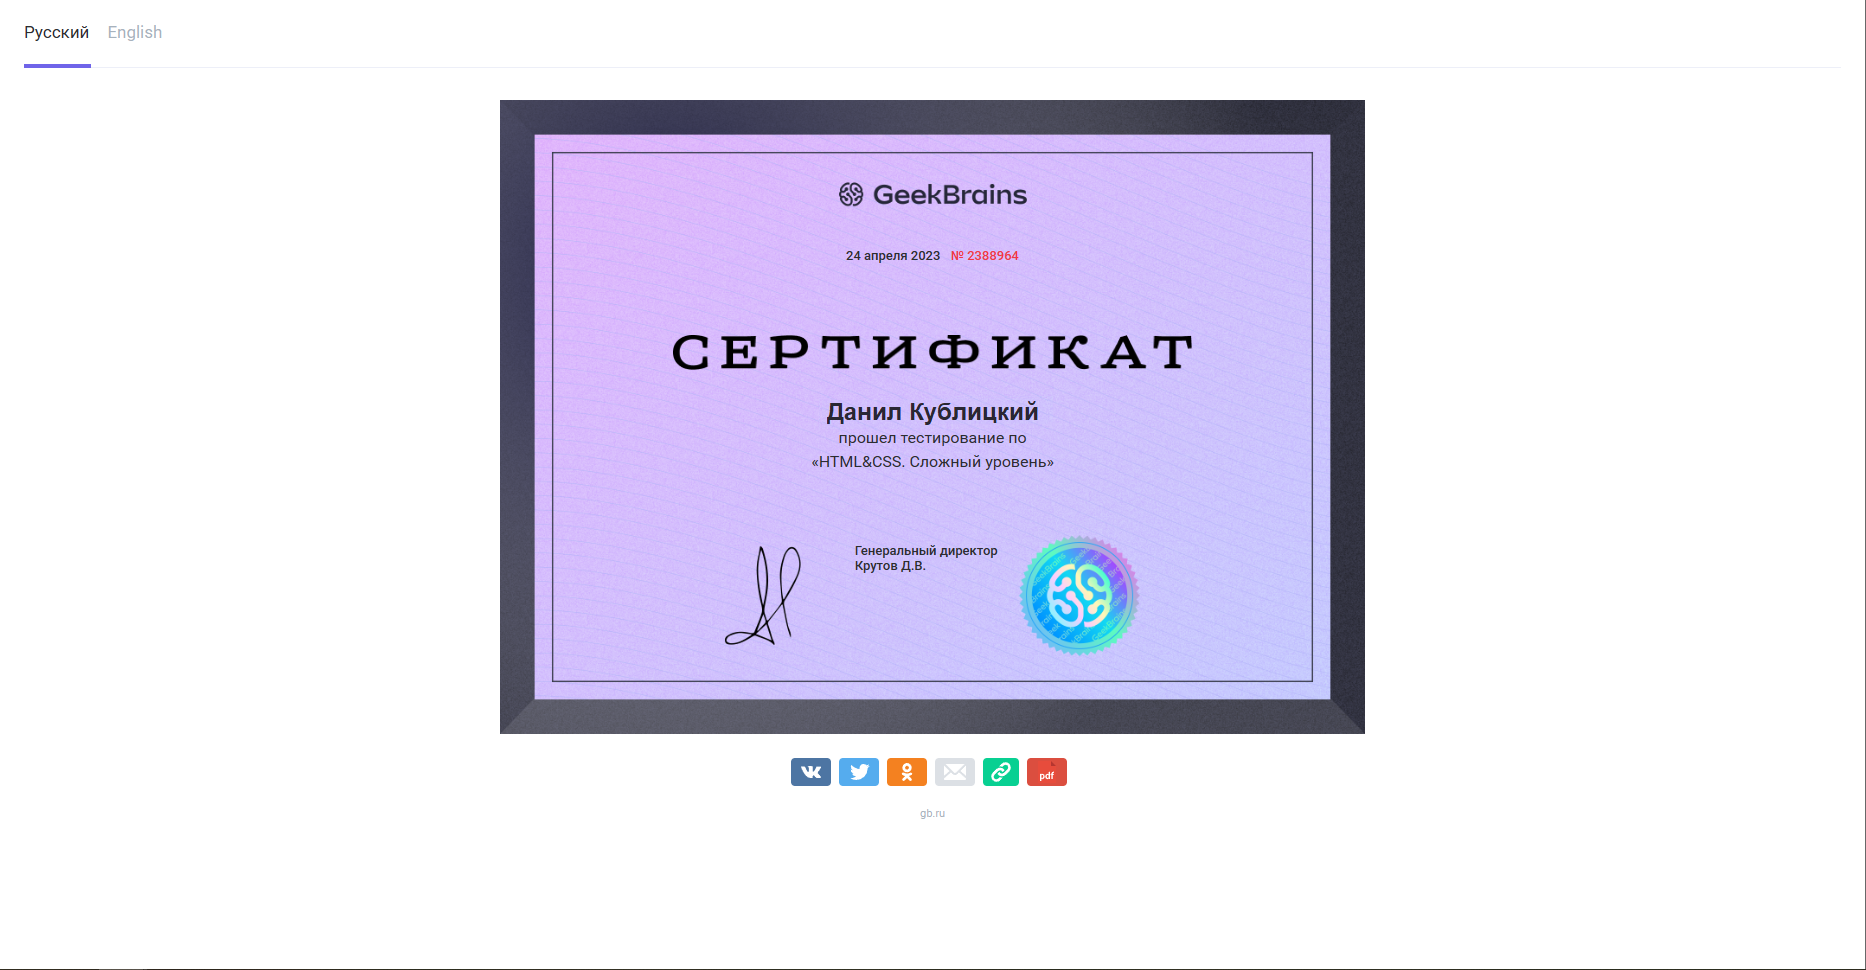 Русский English
GeekBrains
24 апреля 2023 № 2388964
СЕРТИФИКАТ
Данил Кублицкий
прошел тестирование по
«HTML&CSS. Сложный уровень»
Генеральный директор
Крутов Д.В.
pdf
gb.ru